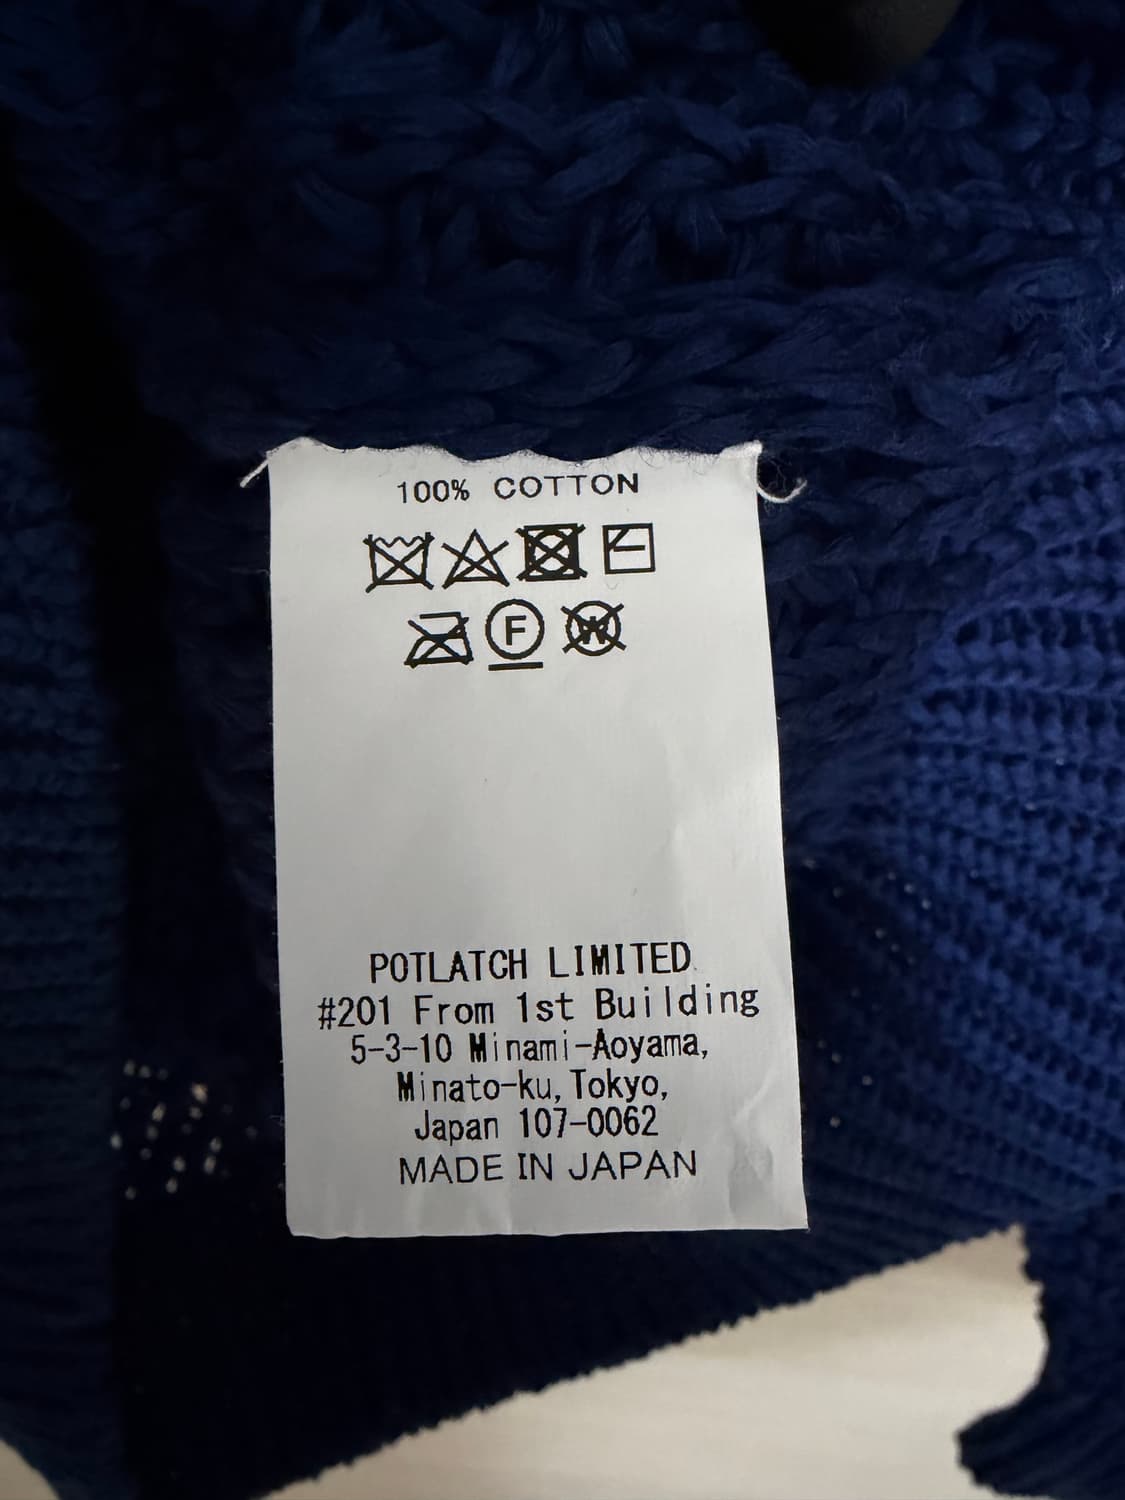 100% COTTON
F W
POTLATCH LIMITED
#201 From 1st Building
5-3-10 Minami-Aoyama,
Minato-ku, Tokyo,
Japan 107-0062
MADE IN JAPAN